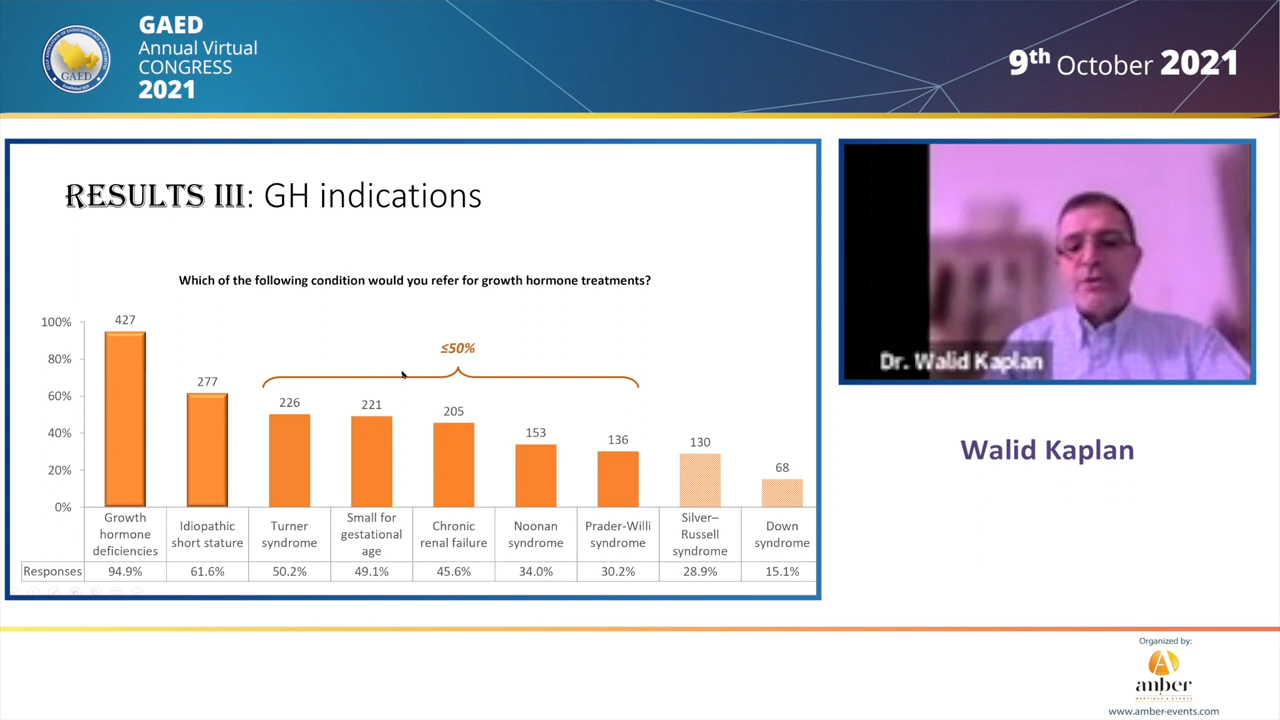 GAED
Annual Virtual
CONGRESS
2021
GAED
9th October 2021
RESULTS III: GH indications
Which of the following condition would you refer for growth hormone treatments?
100%
80%
60%
40%
20%
0%
427
277
226
221
205
153
136
130
68
≤50%
Growth hormone deficiencies
Idiopathic short stature
Turner syndrome
Small for gestational age
Chronic renal failure
Noonan syndrome
Prader-Willi syndrome
Silver–Russell syndrome
Down syndrome
Responses 94.9% 61.6% 50.2% 49.1% 45.6% 34.0% 30.2% 28.9% 15.1%
Dr. Walid Kaplan
Walid Kaplan
Organized by:
anber
www.amber-events.com